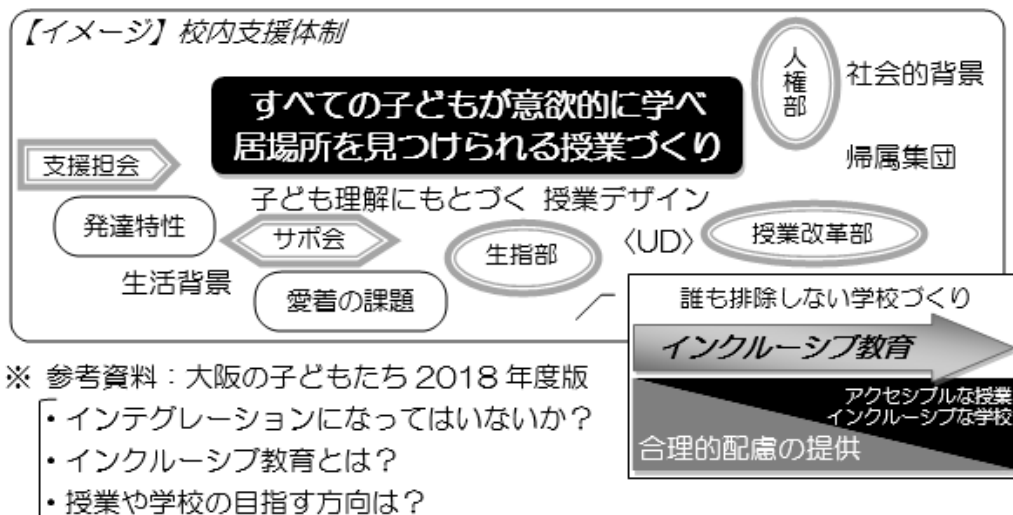 【イメージ】校内支援体制
人権部
社会的背景
すべての子どもが意欲的に学べ
居場所を見つけられる授業づくり
支援担会
帰属集団
子ども理解にもとづく 授業デザイン
発達特性
サポ会
生指部
〈UD〉
授業改革部
生活背景
愛着の課題
誰も排除しない学校づくり
インクルーシブ教育
アクセシブルな授業
インクルーシブな学校
合理的配慮の提供
※ 参考資料：大阪の子どもたち 2018 年度版
・インテグレーションになってはいないか？
・インクルーシブ教育とは？
・授業や学校の目指す方向は？